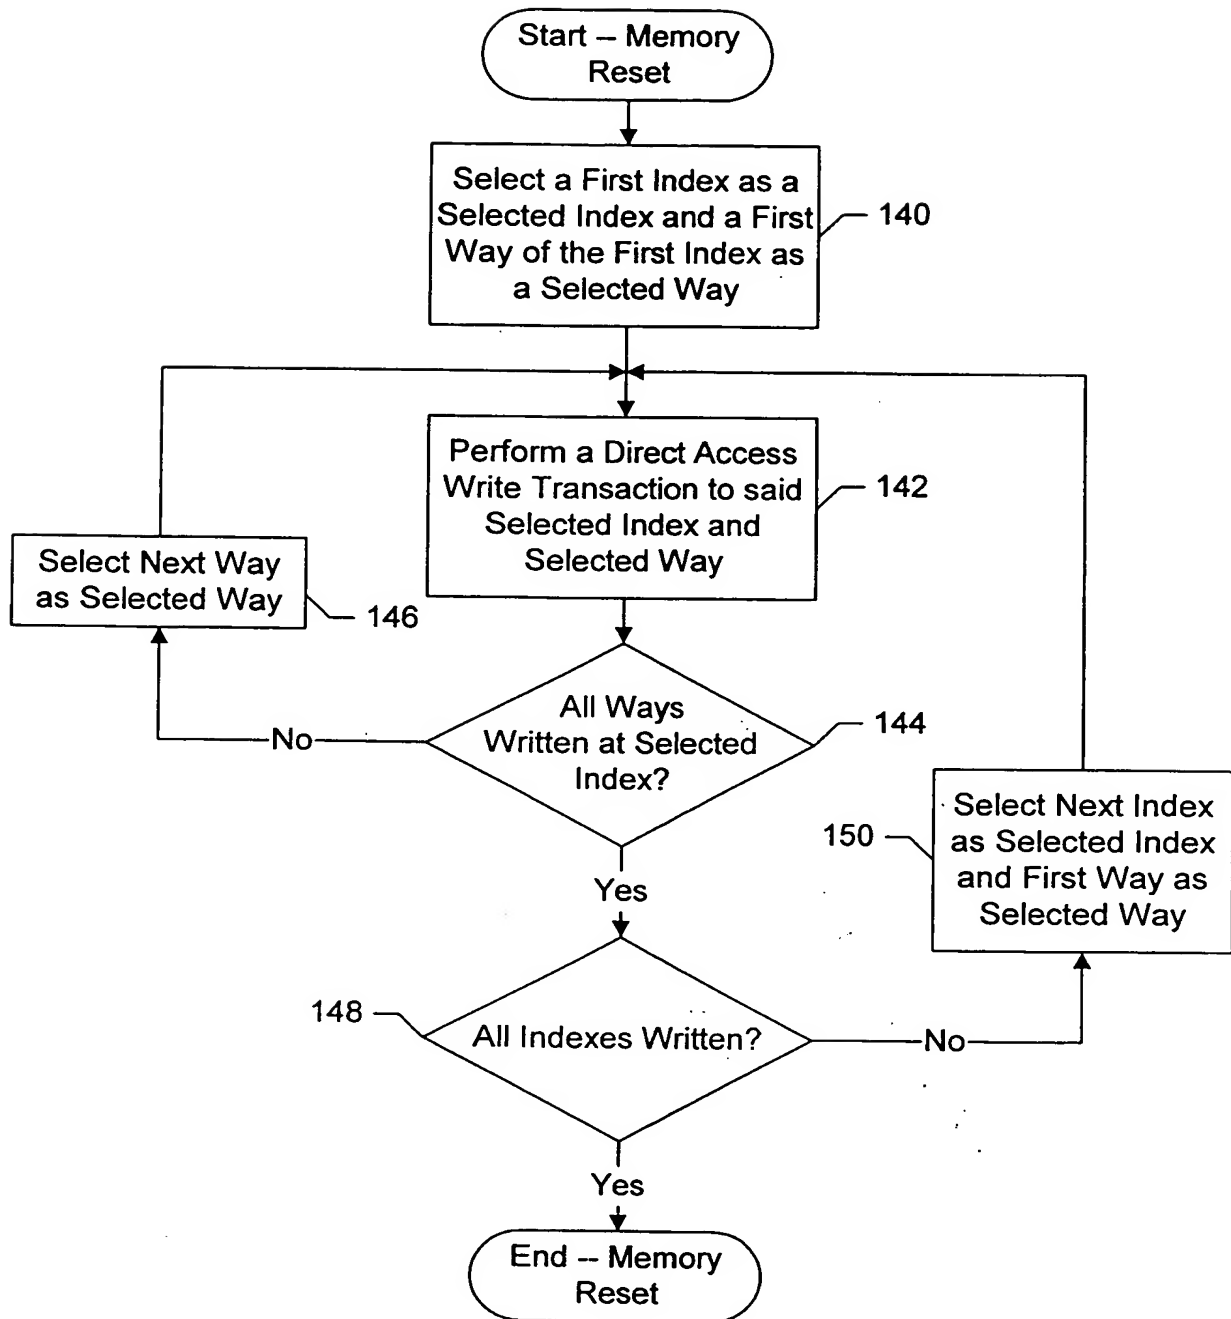 Start -- Memory
Reset
Select a First Index as a
Selected Index and a First
Way of the First Index as
a Selected Way
140
Perform a Direct Access
Write Transaction to said
Selected Index and
Selected Way
142
Select Next Way
as Selected Way
146
All Ways
Written at Selected
Index?
144
No
Yes
Select Next Index
as Selected Index
and First Way as
Selected Way
150
All Indexes Written?
148
No
Yes
End -- Memory
Reset